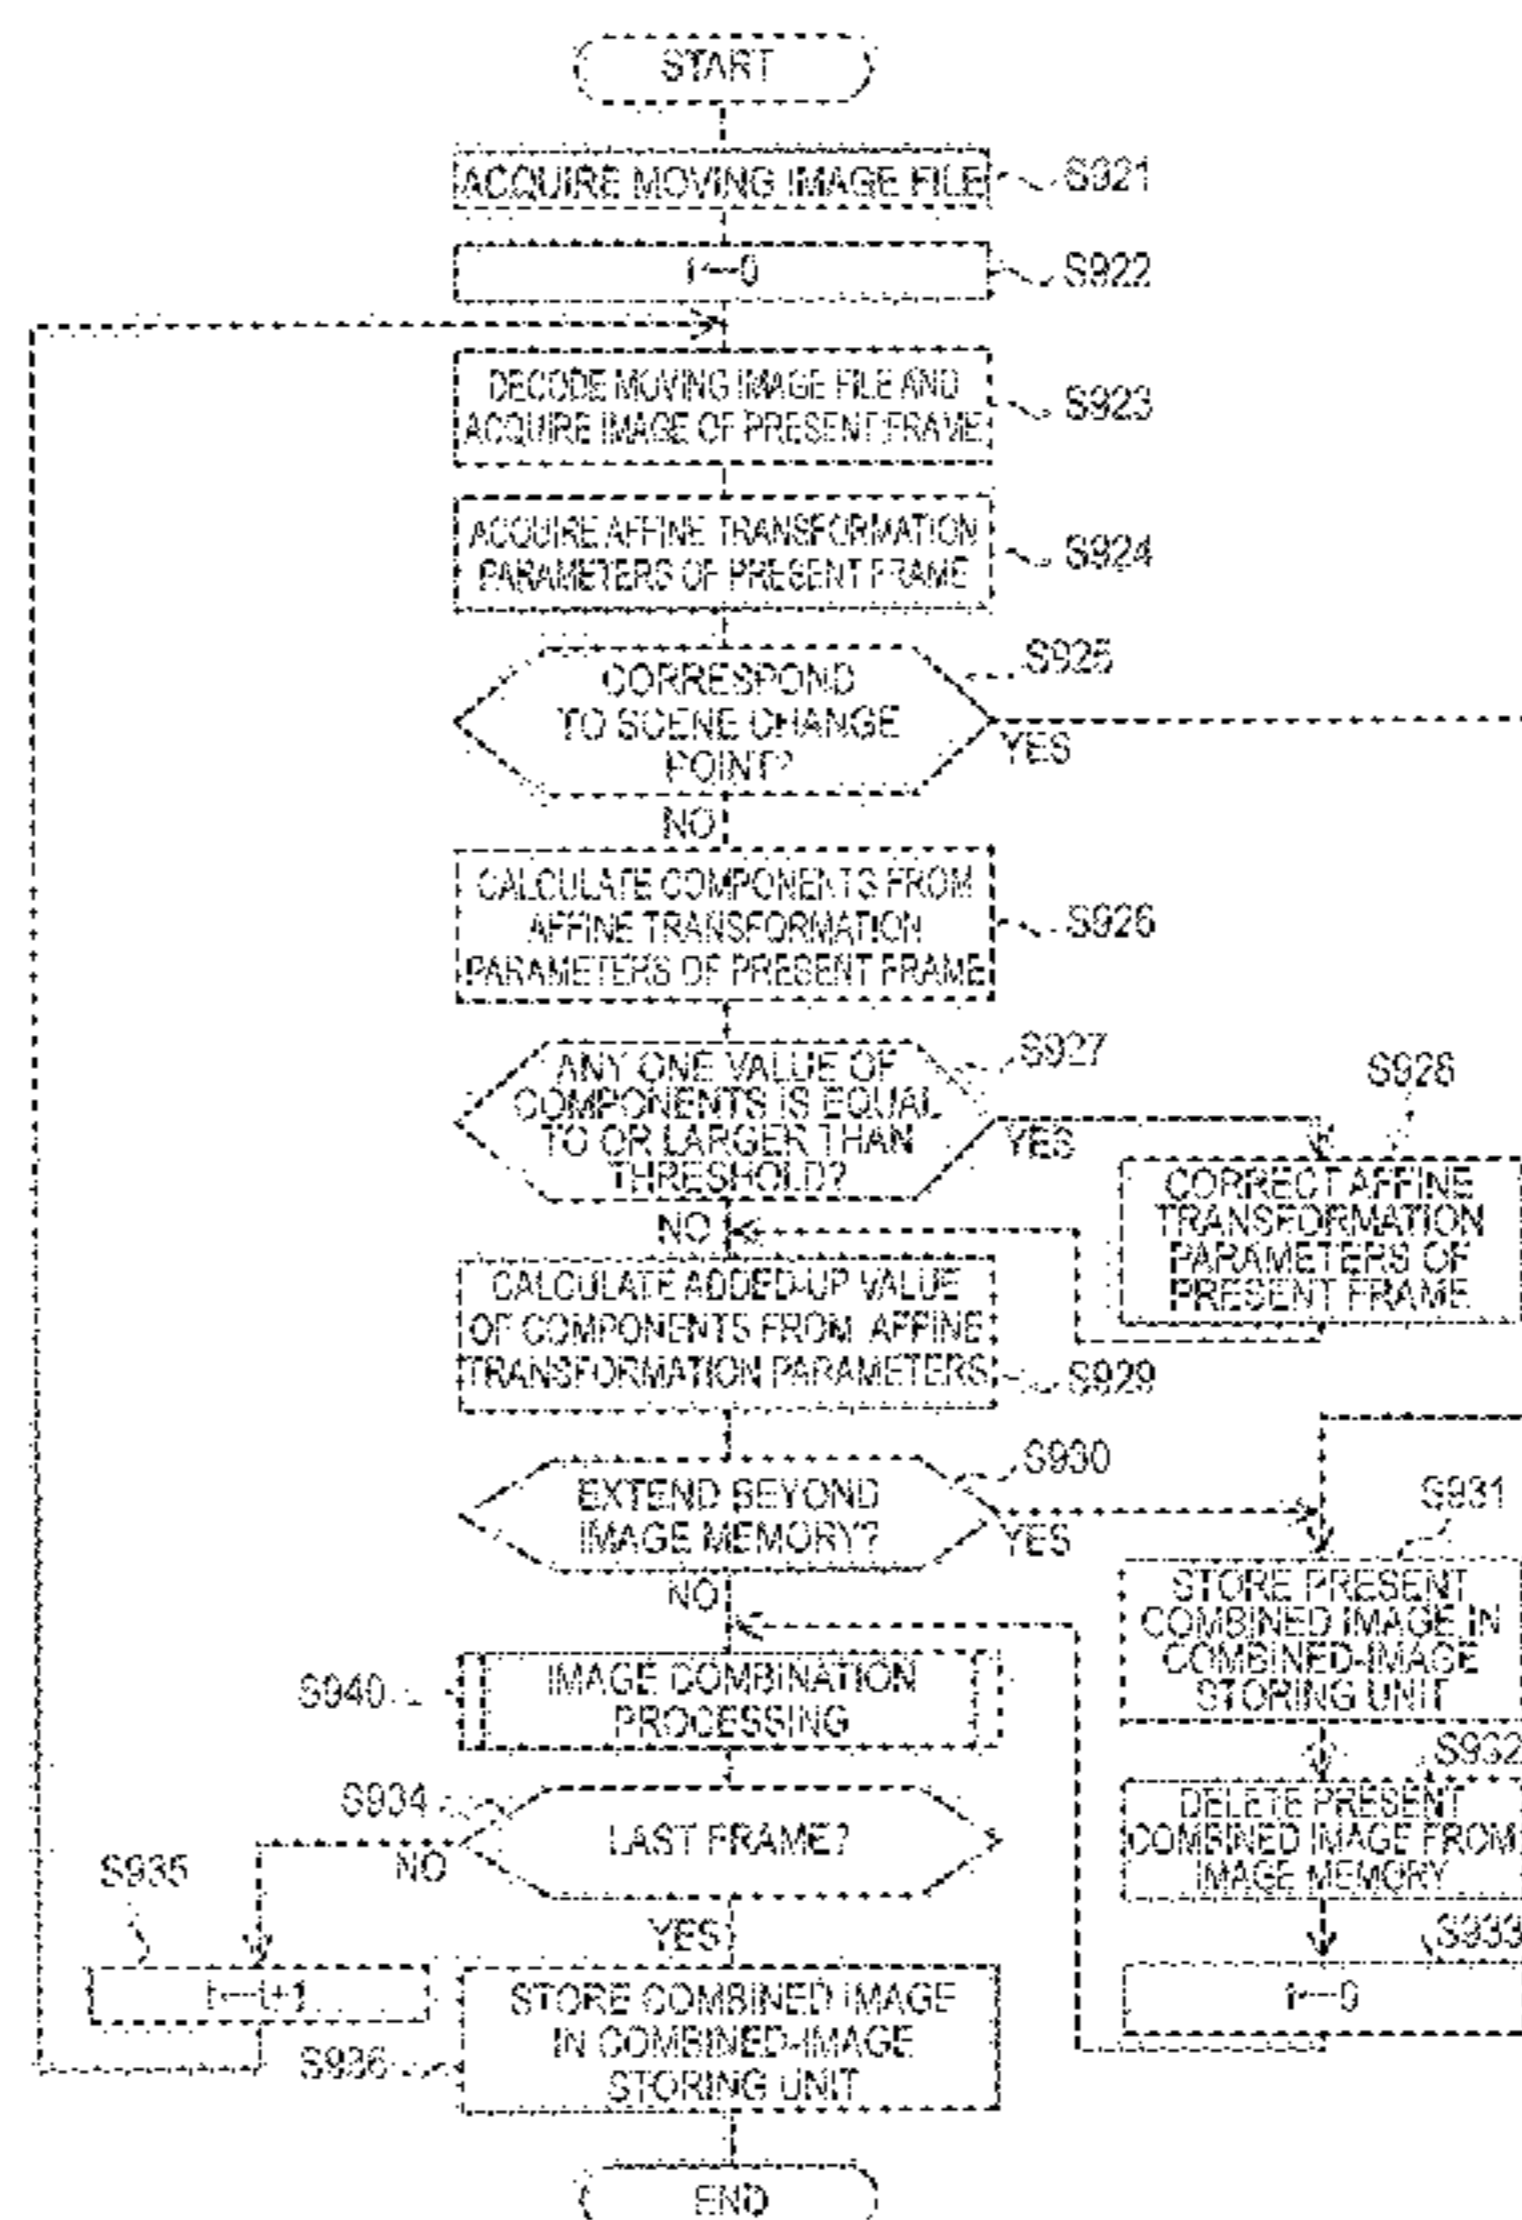 START
ACQUIRE MOVING IMAGE FILE
S921
S922
DECODE MOVING IMAGE FILE AND
ACQUIRE IMAGE OF PRESENT FRAME
S923
ACQUIRE AFFINE TRANSFORMATION
PARAMETERS OF PRESENT FRAME
S924
CORRESPOND
TO SCENE CHANGE
POINT?
S925
YES
NO
CALCULATE COMPONENTS FROM
AFFINE TRANSFORMATION
PARAMETERS OF PRESENT FRAME
S926
ANY ONE VALUE OF
COMPONENTS IS EQUAL
TO OR LARGER THAN
THRESHOLD?
S927
YES
NO
S928
CORRECT AFFINE
TRANSFORMATION
PARAMETERS OF
PRESENT FRAME
CALCULATE ADDED-UP VALUE
OF COMPONENTS FROM AFFINE
TRANSFORMATION PARAMETERS
S929
EXTEND BEYOND
IMAGE MEMORY?
S930
YES
NO
S931
STORE PRESENT
COMBINED IMAGE IN
COMBINED-IMAGE
STORING UNIT
S932
DELETE PRESENT
COMBINED IMAGE FROM
IMAGE MEMORY
S933
S940
IMAGE COMBINATION
PROCESSING
S934
LAST FRAME?
NO
YES
S935
S936
STORE COMBINED IMAGE
IN COMBINED-IMAGE
STORING UNIT
END